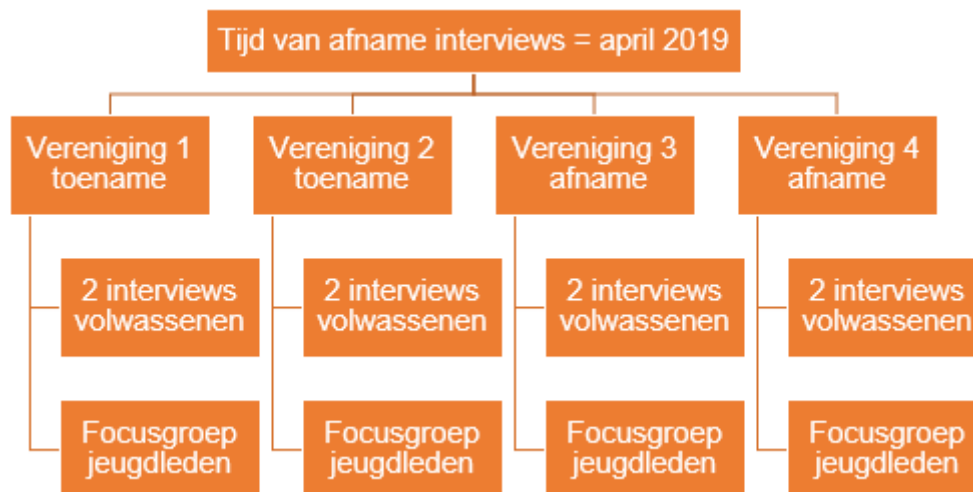 Tijd van afname interviews = april 2019
Vereniging 1
toename
Vereniging 2
toename
Vereniging 3
afname
Vereniging 4
afname
2 interviews
volwassenen
2 interviews
volwassenen
2 interviews
volwassenen
2 interviews
volwassenen
Focusgroep
jeugdleden
Focusgroep
jeugdleden
Focusgroep
jeugdleden
Focusgroep
jeugdleden